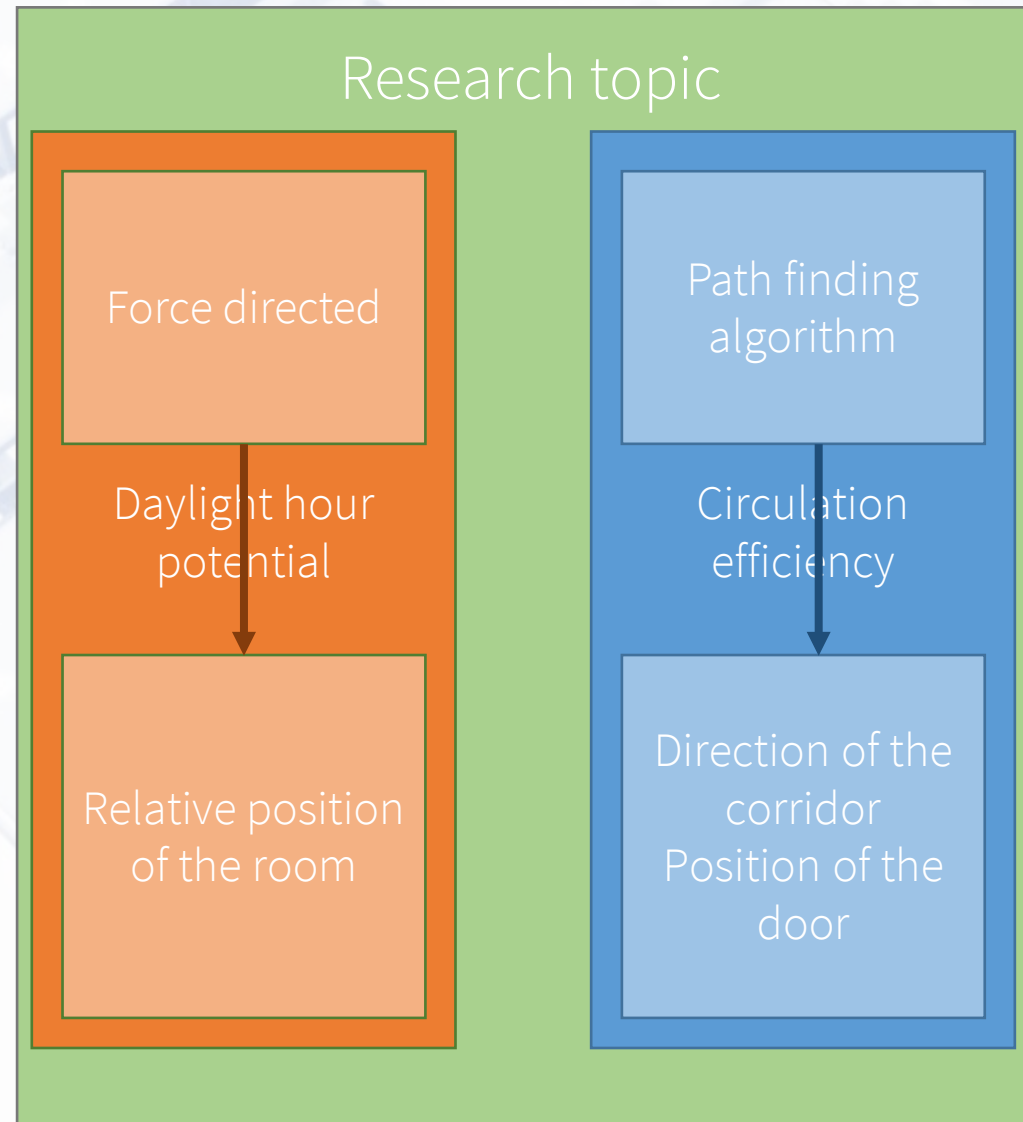 Research topic
Force directed
Daylight hour
potential
Relative position
of the room
Path finding
algorithm
Circulation
efficiency
Direction of the
corridor
Position of the
door